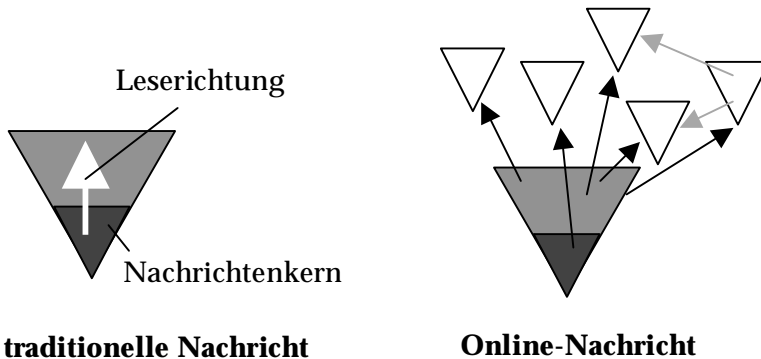 Leserichtung
Nachrichtenkern
traditionelle Nachricht
Online-Nachricht